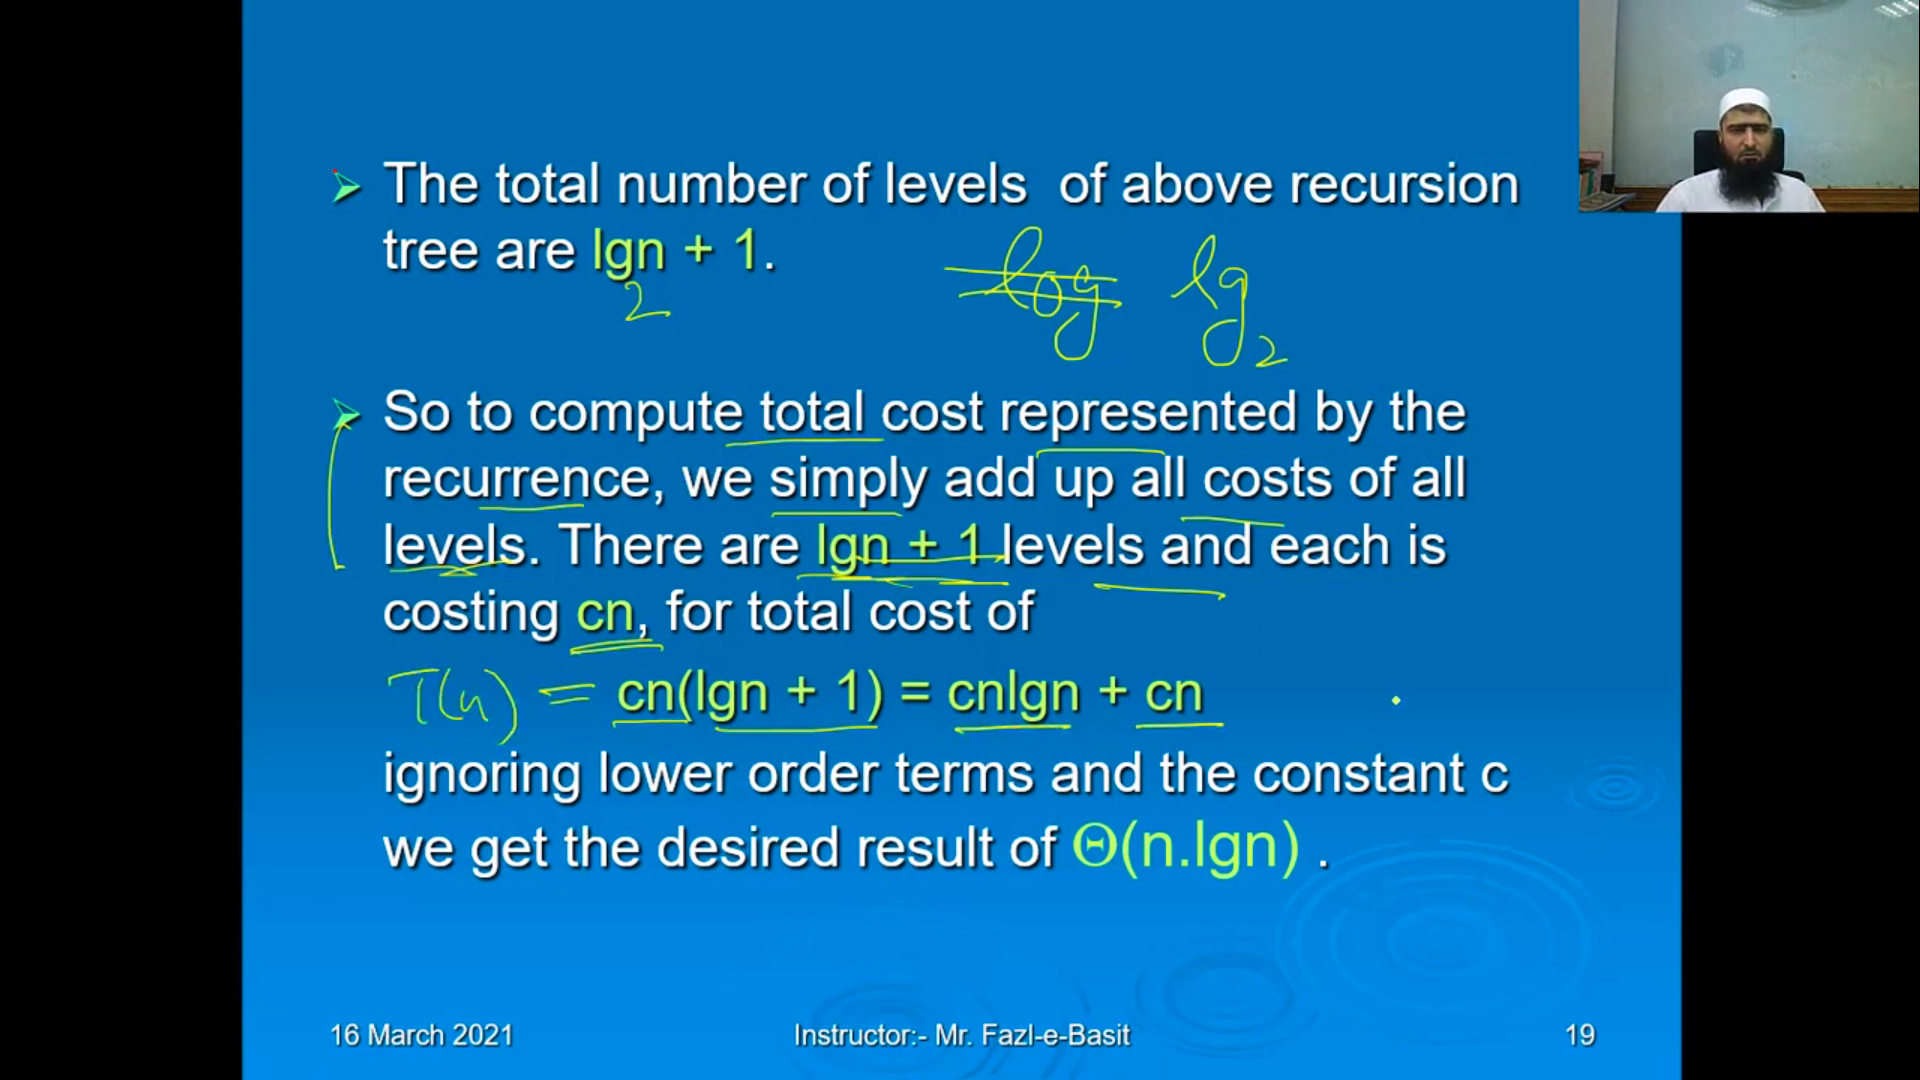 The total number of levels of above recursion
tree are lgn + 1.
2
log lg 2
So to compute total cost represented by the
recurrence, we simply add up all costs of all
levels. There are lgn + 1 levels and each is
costing cn, for total cost of
T(n) = cn(lgn + 1) = cnlgn + cn
ignoring lower order terms and the constant c
we get the desired result of Θ(n.lgn) .
16 March 2021 Instructor:- Mr. Fazl-e-Basit 19